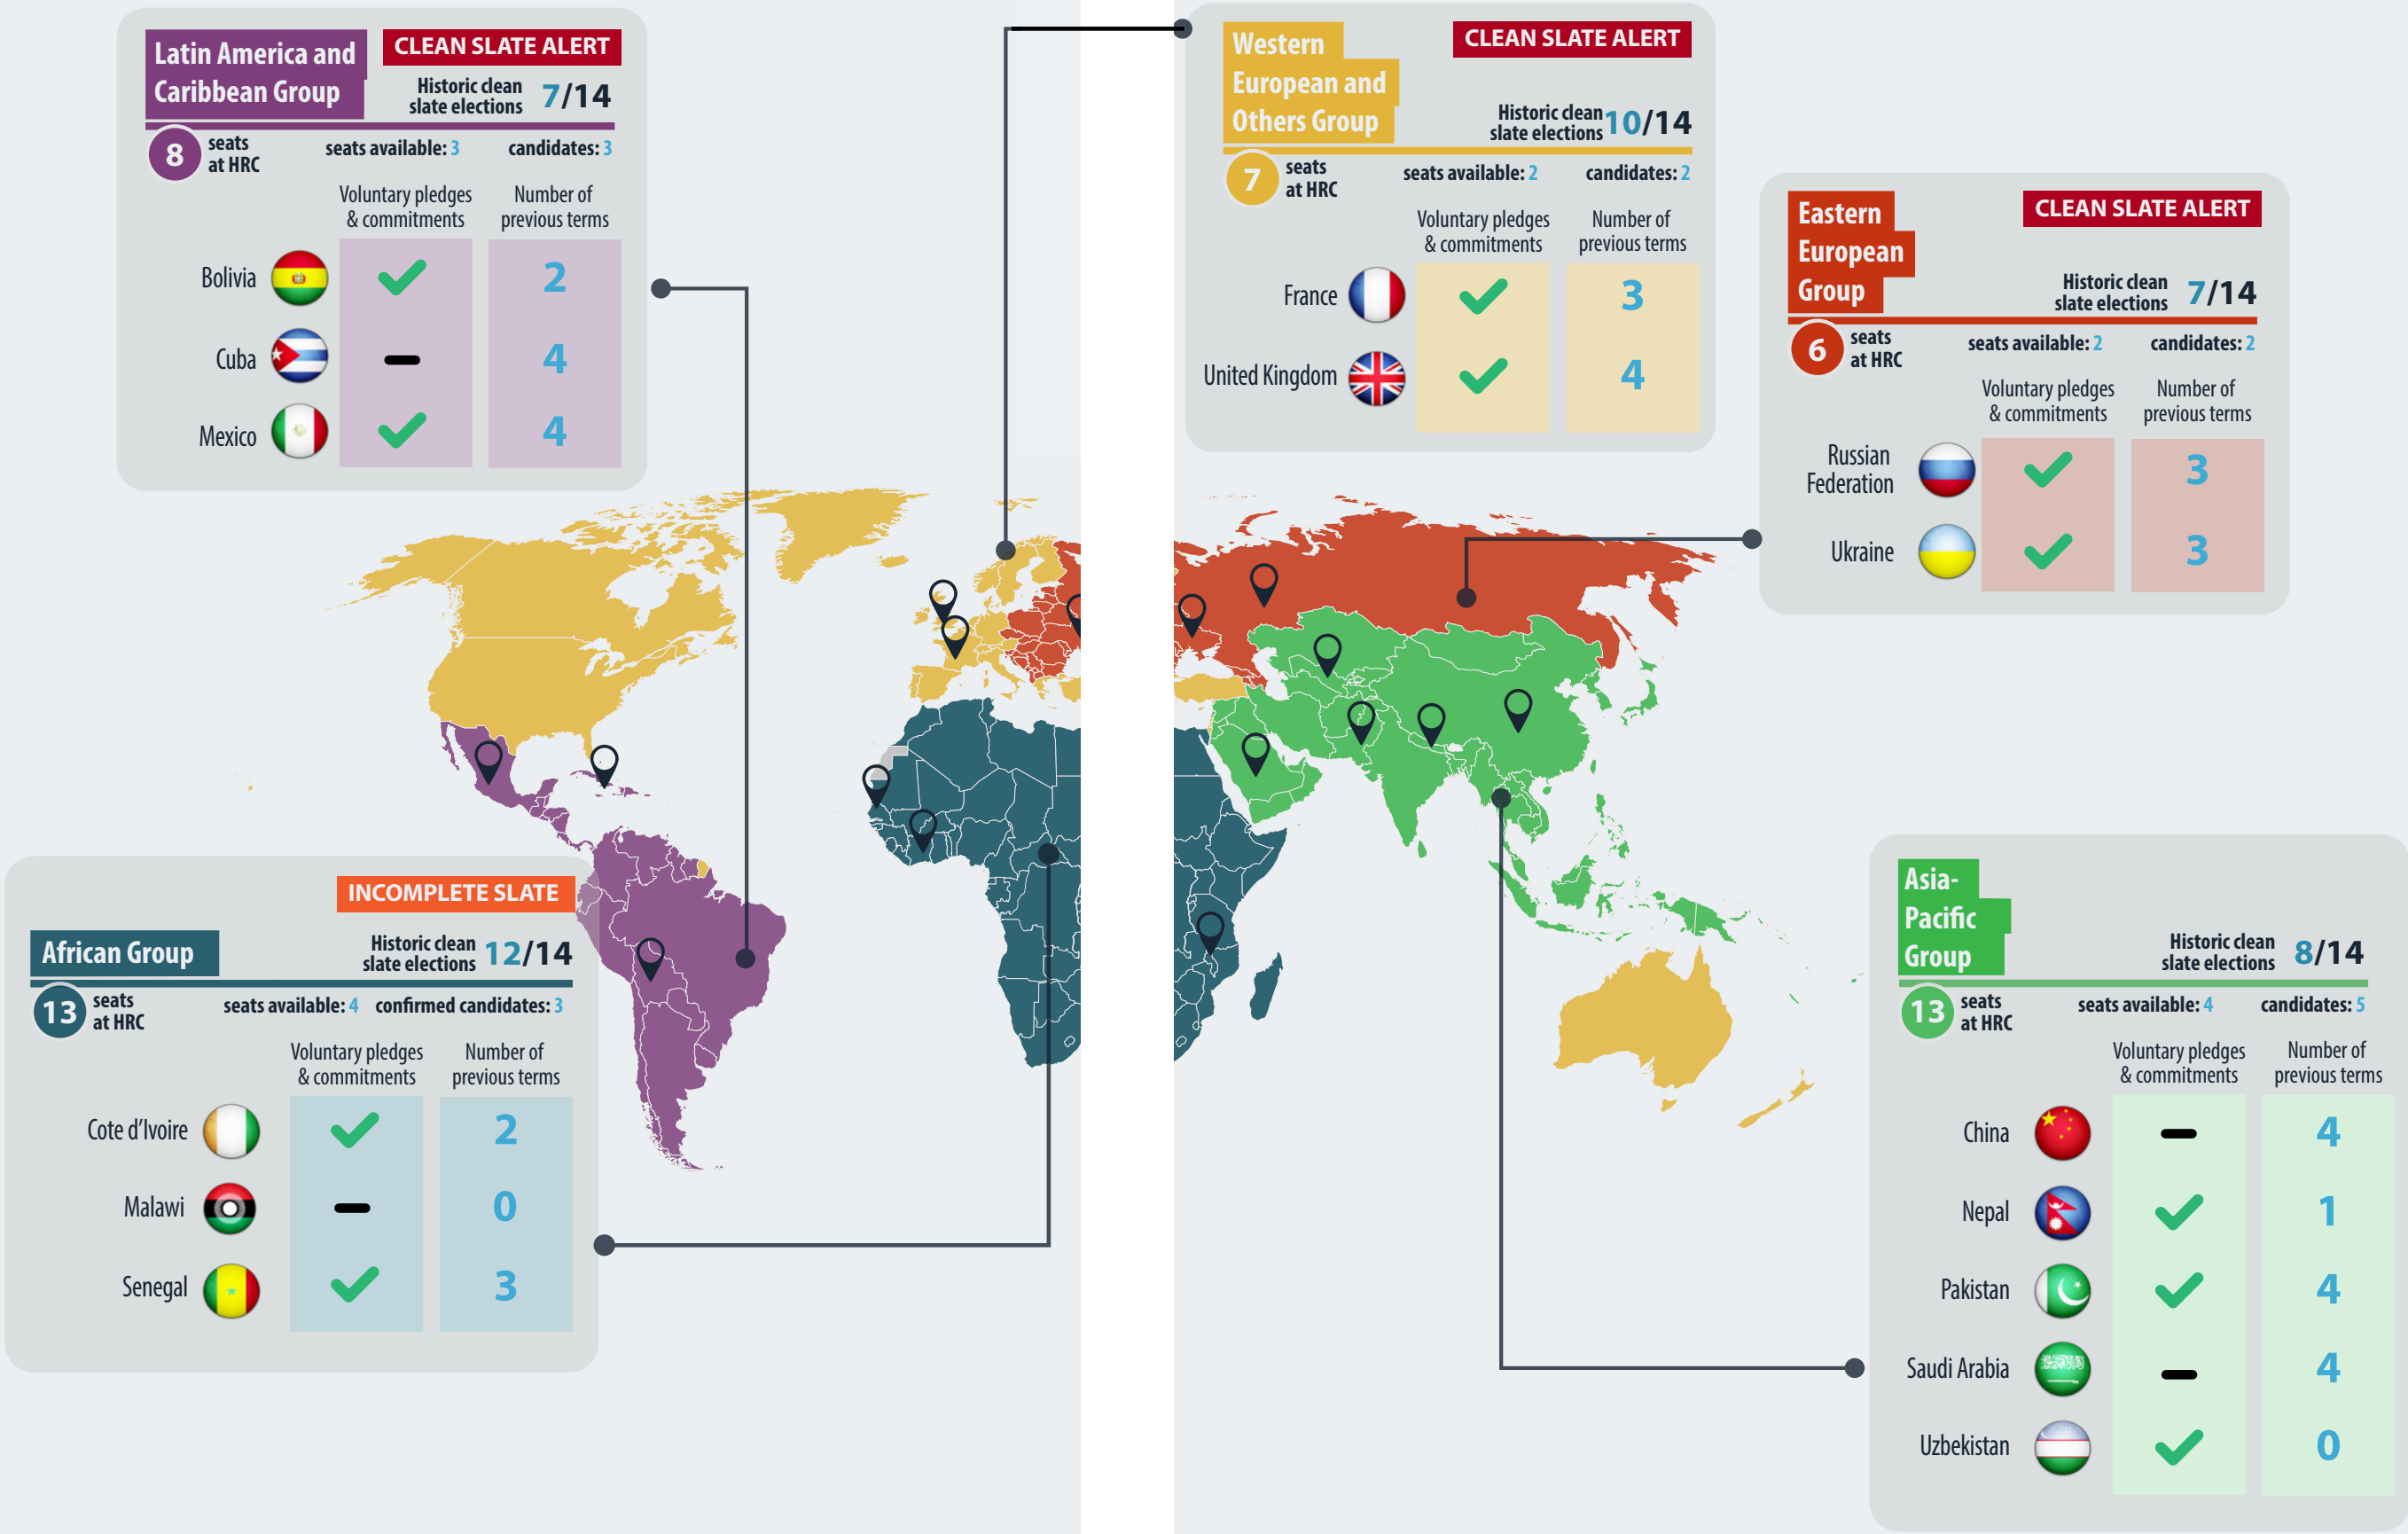 Latin America and
Caribbean Group
CLEAN SLATE ALERT
Historic clean
slate elections 7/14
8 seats
at HRC
seats available: 3 candidates: 3
Voluntary pledges
& commitments
Number of
previous terms
Bolivia 2
Cuba – 4
Mexico 4
Western
European and
Others Group
CLEAN SLATE ALERT
Historic clean
slate elections 10/14
7 seats
at HRC
seats available: 2 candidates: 2
Voluntary pledges
& commitments
Number of
previous terms
France 3
United Kingdom 4
Eastern
European
Group
CLEAN SLATE ALERT
Historic clean
slate elections 7/14
6 seats
at HRC
seats available: 2 candidates: 2
Voluntary pledges
& commitments
Number of
previous terms
Russian
Federation 3
Ukraine 3
INCOMPLETE SLATE
African Group
Historic clean
slate elections 12/14
13 seats
at HRC
seats available: 4 confirmed candidates: 3
Voluntary pledges
& commitments
Number of
previous terms
Cote d’Ivoire 2
Malawi – 0
Senegal 3
Asia-
Pacific
Group
Historic clean
slate elections 8/14
13 seats
at HRC
seats available: 4 candidates: 5
Voluntary pledges
& commitments
Number of
previous terms
China – 4
Nepal 1
Pakistan 4
Saudi Arabia – 4
Uzbekistan 0